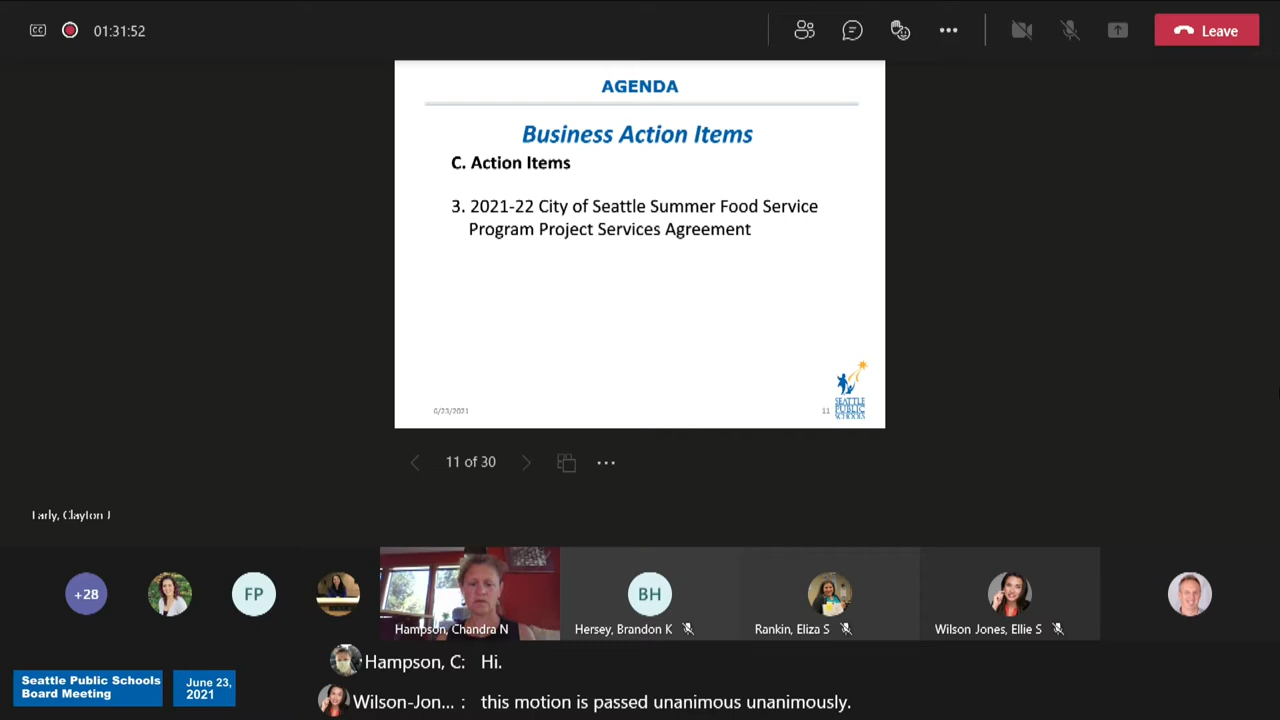 CC 01:31:52 Leave
AGENDA
Business Action Items
C. Action Items
3. 2021-22 City of Seattle Summer Food Service
Program Project Services Agreement
6/23/2021 11
SEATTLE
PUBLIC
SCHOOLS
11 of 30
+28 FP BH
Hampson, Chandra N Hersey, Brandon K Rankin, Eliza S Wilson Jones, Ellie S
Hampson, C: Hi.
Wilson-Jon... : this motion is passed unanimous unanimously.
Seattle Public Schools
Board Meeting
June 23,
2021